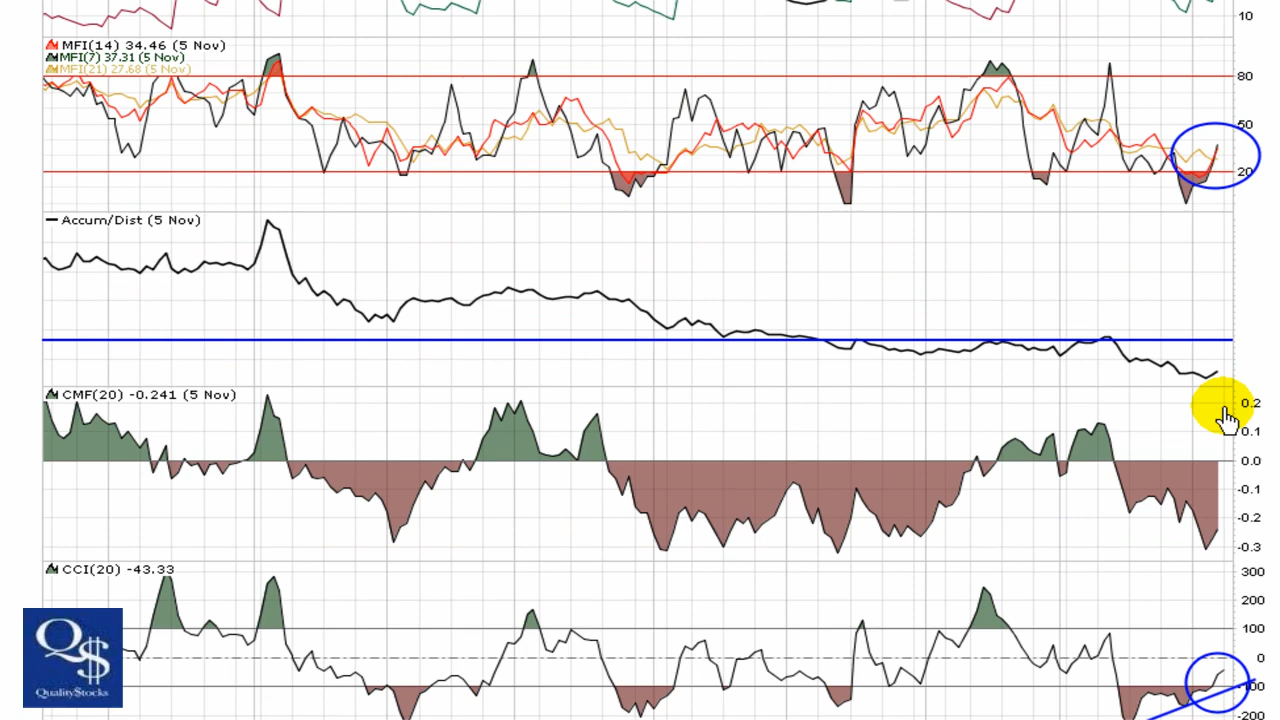 10
MFI(14) 34.46 (5 Nov)
MFI(7) 37.31 (5 Nov)
MFI(21) 27.68 (5 Nov)
80
50
20
Accum/Dist (5 Nov)
CMF(20) -0.241 (5 Nov)
0.2
0.1
0.0
-0.1
-0.2
-0.3
CCI(20) -43.33
300
200
100
0
-100
-200
Q$
QualityStocks